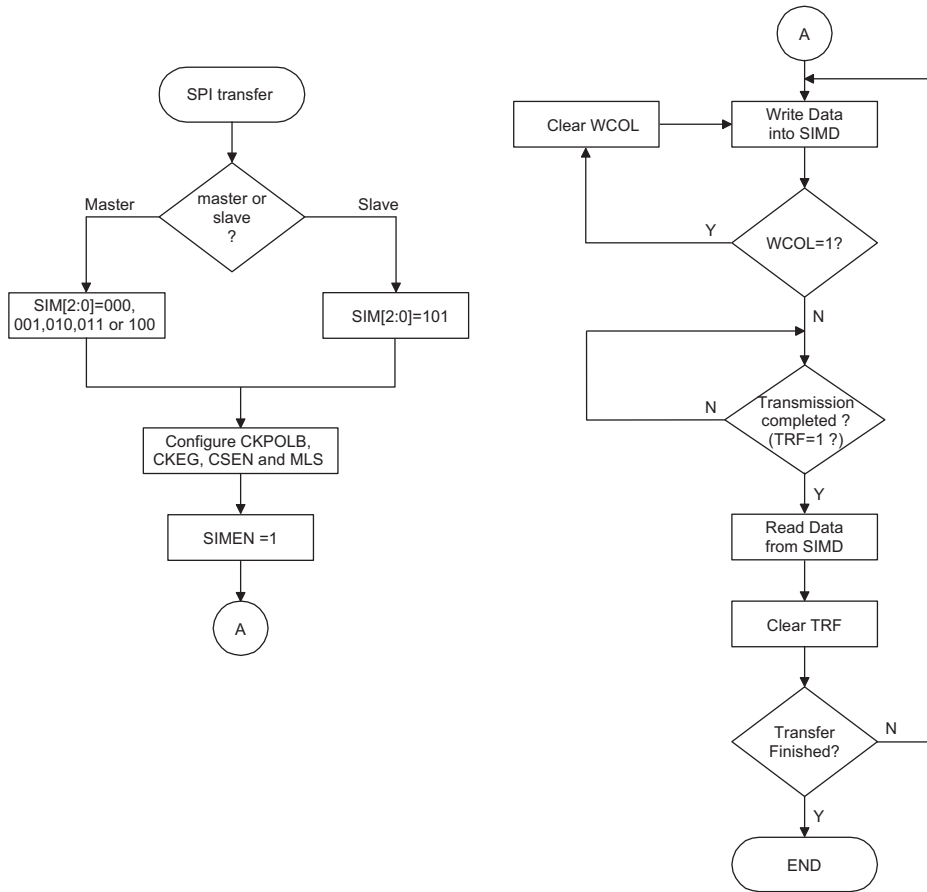 SPI transfer
master or
slave
?
Master
Slave
SIM[2:0]=000,
001,010,011 or 100
SIM[2:0]=101
Configure CKPOLB,
CKEG, CSEN and MLS
SIMEN =1
A
A
Write Data
into SIMD
Clear WCOL
WCOL=1?
Y
N
Transmission
completed ?
(TRF=1 ?)
N
Y
Read Data
from SIMD
Clear TRF
Transfer
Finished?
N
Y
END